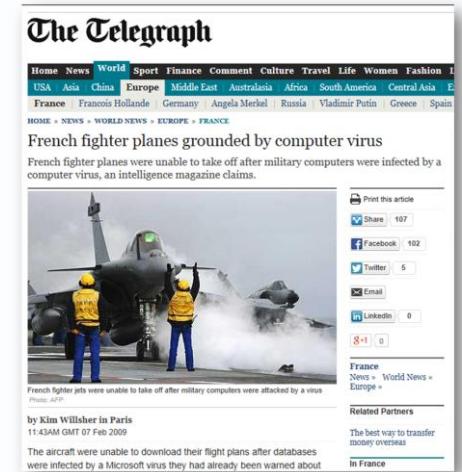 The Telegraph
Home News World Sport Finance Comment Culture Travel Life Women Fashion
USA Asia China Europe Middle East Australasia Africa South America Central Asia
France Francois Hollande Germany Angela Merkel Russia Vladimir Putin Greece Spain
HOME » NEWS » WORLD NEWS » EUROPE » FRANCE
French fighter planes grounded by computer virus
French fighter planes were unable to take off after military computers were infected by a
computer virus, an intelligence magazine claims.
Print this article
Share 107
Facebook 102
Twitter 5
Email
LinkedIn 0
g+1 0
French fighter jets were unable to take off after military computers were attacked by a virus
Photo: AFP
by Kim Willsher in Paris
11:43AM GMT 07 Feb 2009
The aircraft were unable to download their flight plans after databases
were infected by a Microsoft virus they had already been warned about
France
News » World News »
Europe »
Related Partners
The best way to transfer
money overseas
In France